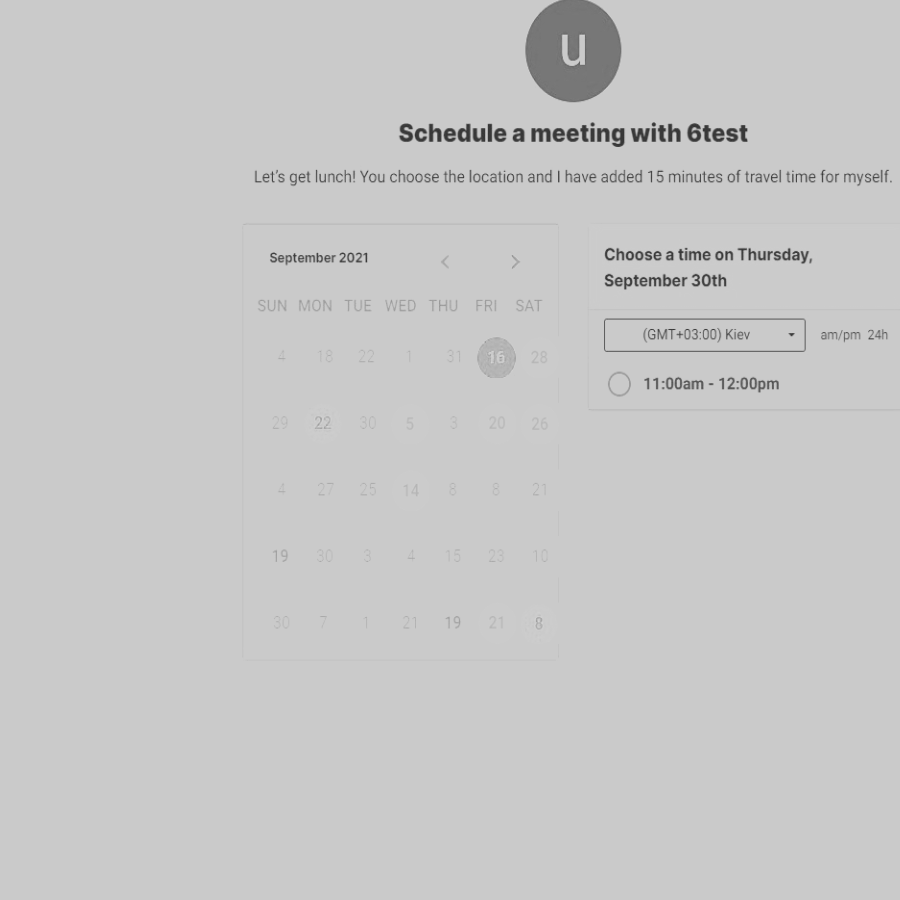 u
Schedule a meeting with 6test
Let's get lunch! You choose the location and I have added 15 minutes of travel time for myself.
September 2021
SUN MON TUE WED THU FRI SAT
4 18 22 1 31 16 28
29 22 30 5 3 20 26
4 27 25 14 8 8 21
19 30 3 4 15 23 10
30 7 1 21 19 21 8
Choose a time on Thursday,
September 30th
(GMT+03:00) Kiev am/pm 24h
11:00am - 12:00pm